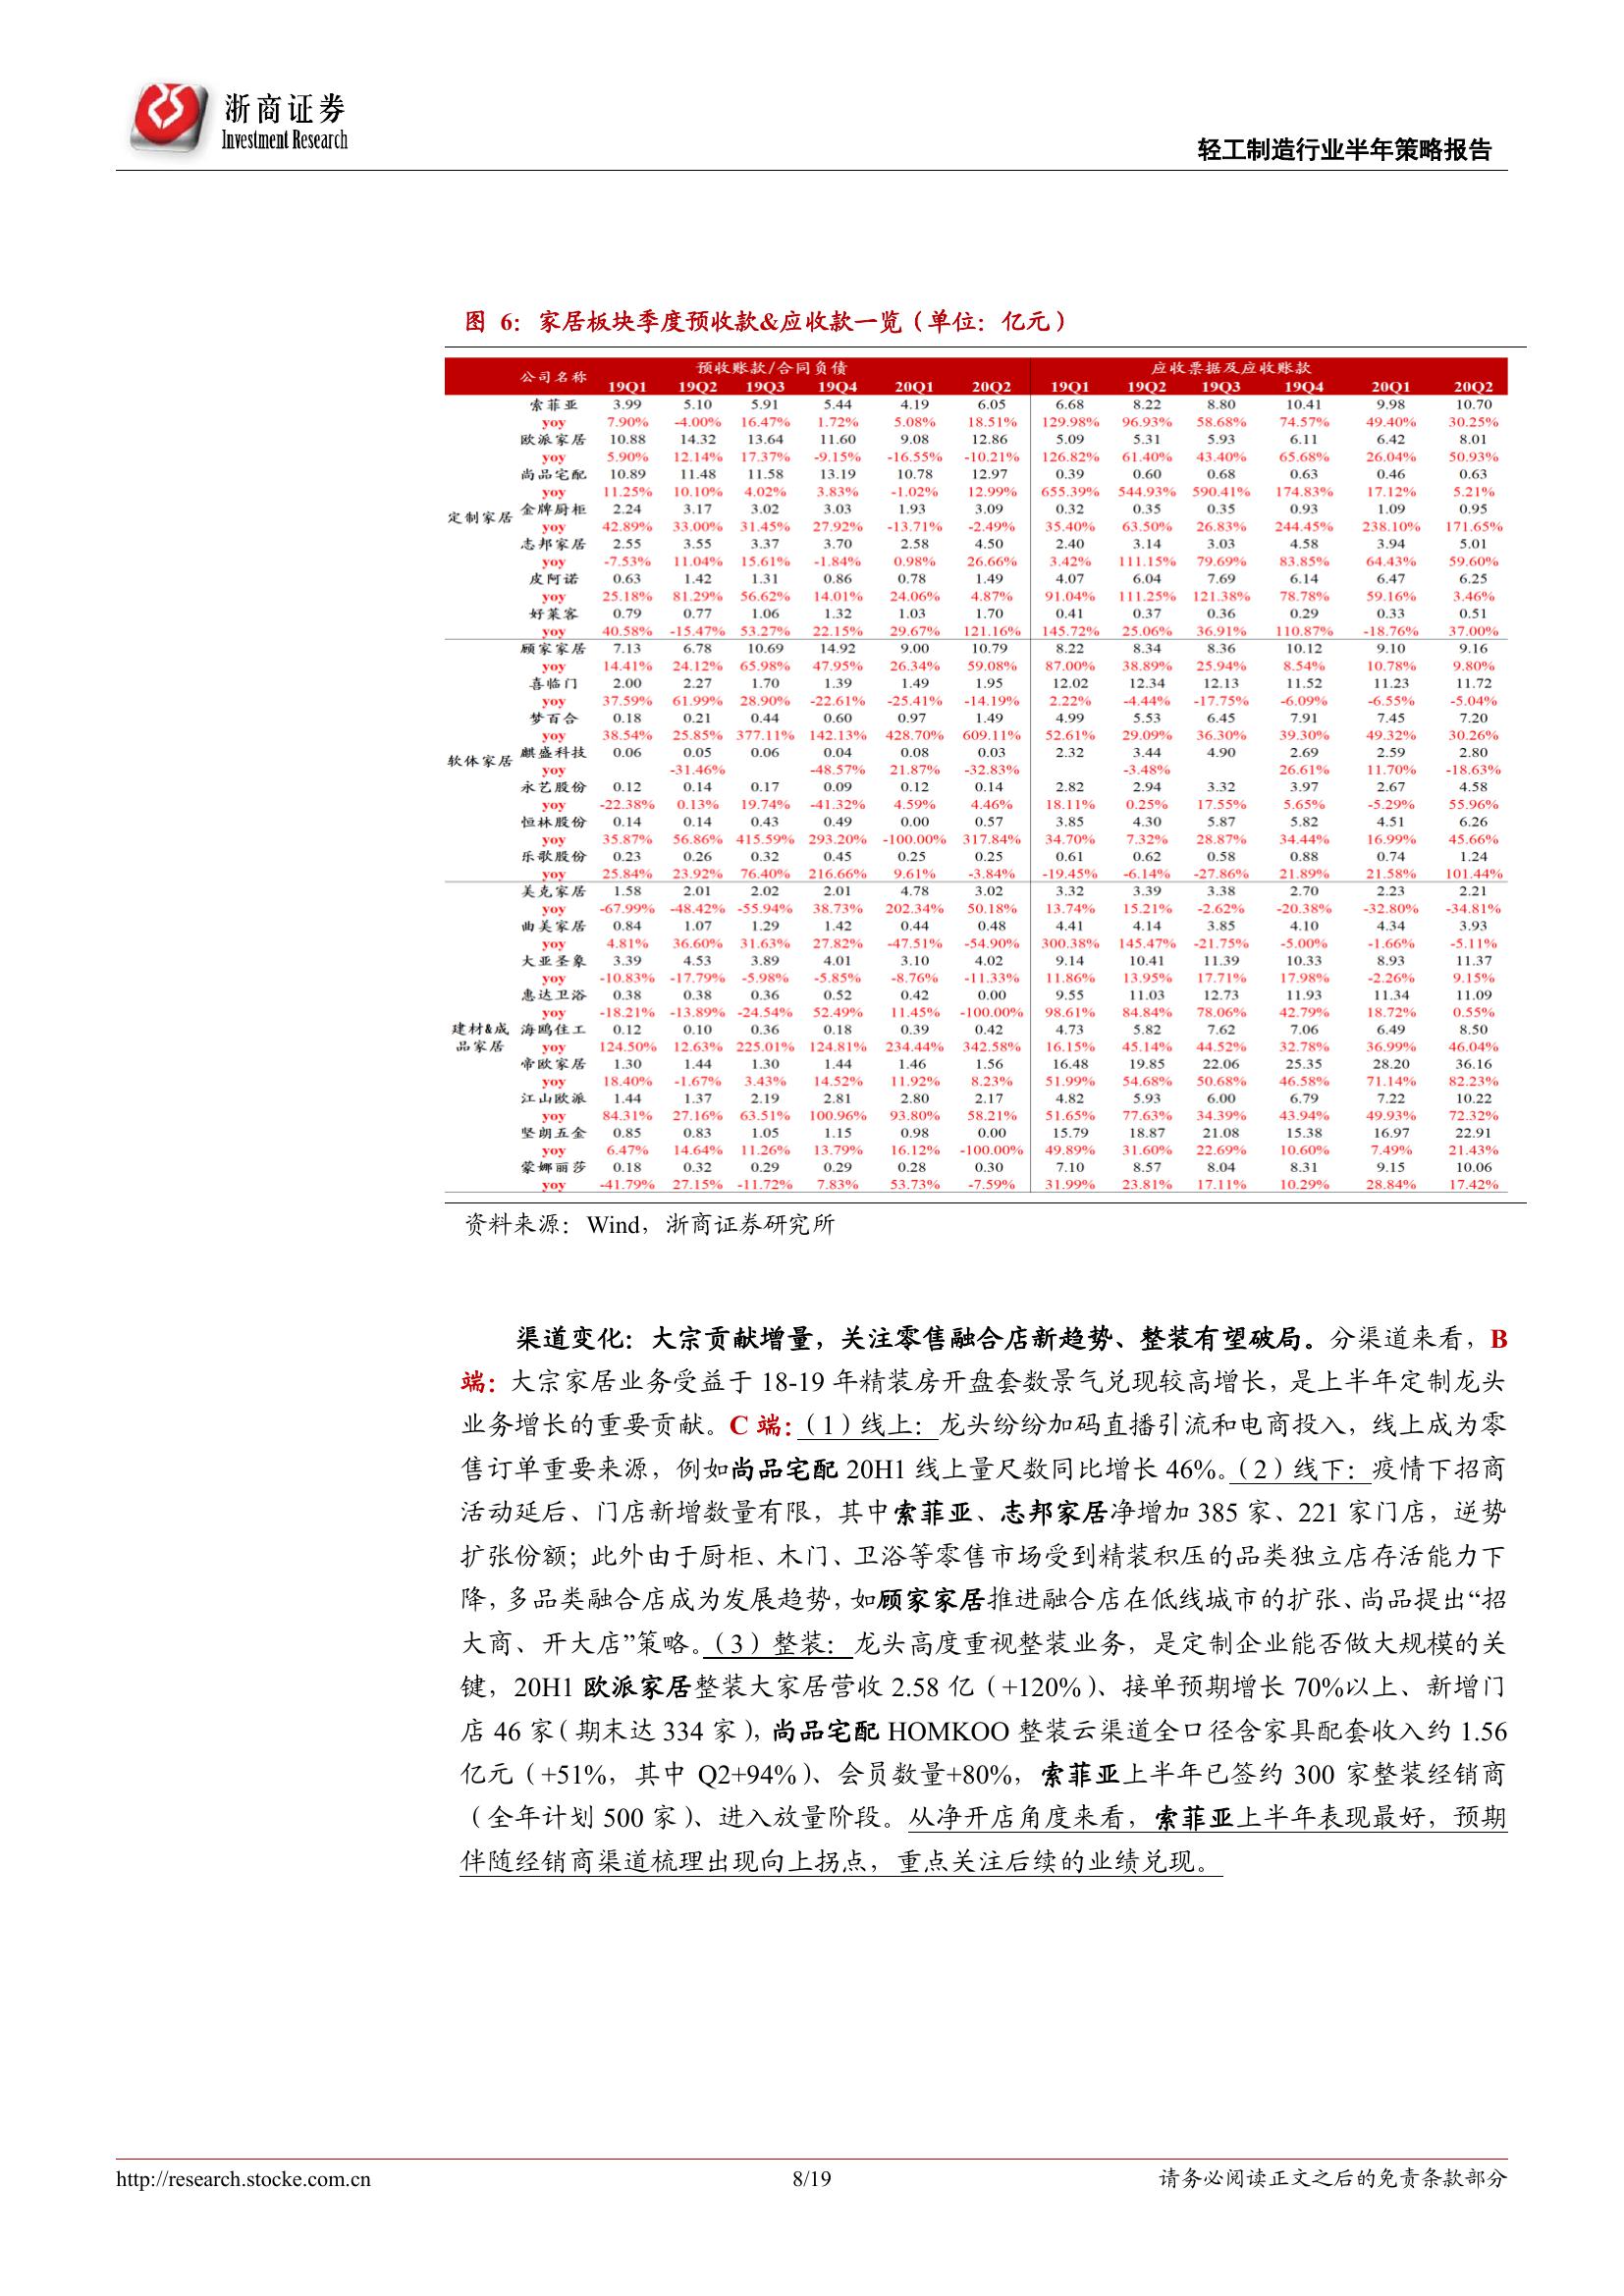 浙商证券
Investment Research
轻工制造行业半年策略报告
图 6：家居板块季度预收款&应收款一览（单位：亿元）
公司名称 预收账款/合同负债 应收票据及应收账款
19Q1 19Q2 19Q3 19Q4 20Q1 20Q2 19Q1 19Q2 19Q3 19Q4 20Q1 20Q2
定制家居
索菲亚 3.99 5.10 5.91 5.44 4.19 6.05 6.68 8.22 8.80 10.41 9.98 10.70
yoy 7.90% -4.00% 16.47% 1.72% 5.08% 18.51% 129.98% 96.93% 58.68% 74.57% 49.40% 30.25%
欧派家居 10.88 14.32 13.64 11.60 9.08 12.86 5.09 5.31 5.93 6.11 6.42 8.01
yoy 5.90% 12.14% 17.37% -9.15% -16.55% -10.21% 126.82% 61.40% 43.40% 65.68% 26.04% 50.93%
尚品宅配 10.89 11.48 11.58 13.19 10.78 12.97 0.39 0.60 0.68 0.63 0.46 0.63
yoy 11.25% 10.10% 4.02% 3.83% -1.02% 12.99% 655.39% 544.93% 590.41% 174.83% 17.12% 5.21%
金牌厨柜 2.24 3.17 3.02 3.03 1.93 3.09 0.32 0.35 0.35 0.93 1.09 0.95
yoy 42.89% 33.00% 31.45% 27.92% -13.71% -2.49% 35.40% 63.50% 26.83% 244.45% 238.10% 171.65%
志邦家居 2.55 3.55 3.37 3.70 2.58 4.50 2.40 3.14 3.03 4.58 3.94 5.01
yoy -7.53% 11.04% 15.61% -1.84% 0.98% 26.66% 3.42% 111.15% 79.69% 83.85% 64.43% 59.60%
皮阿诺 0.63 1.42 1.31 0.86 0.78 1.49 4.07 6.04 7.69 6.14 6.47 6.25
yoy 25.18% 81.29% 56.62% 14.01% 24.06% 4.87% 91.04% 111.25% 121.38% 78.78% 59.16% 3.46%
好莱客 0.79 0.77 1.06 1.32 1.03 1.70 0.41 0.37 0.36 0.29 0.33 0.51
yoy 40.58% -15.47% 53.27% 22.15% 29.67% 121.16% 145.72% 25.06% 36.91% 110.87% -18.76% 37.00%
软体家居
顾家家居 7.13 6.78 10.69 14.92 9.00 10.79 8.22 8.34 8.36 10.12 9.10 9.16
yoy 14.41% 24.12% 65.98% 47.95% 26.34% 59.08% 87.00% 38.89% 25.94% 8.54% 10.78% 9.80%
喜临门 2.00 2.27 1.70 1.39 1.49 1.95 12.02 12.34 12.13 11.52 11.23 11.72
yoy 37.59% 61.99% 28.90% -22.61% -25.41% -14.19% 2.22% -4.44% -17.75% -6.09% -6.55% -5.04%
梦百合 0.18 0.21 0.44 0.60 0.97 1.49 4.99 5.53 6.45 7.91 7.45 7.20
yoy 38.54% 25.85% 377.11% 142.13% 428.70% 609.11% 52.61% 29.09% 36.30% 39.30% 49.32% 30.26%
麒盛科技 0.06 0.05 0.06 0.04 0.08 0.03 2.32 3.44 4.90 2.69 2.59 2.80
yoy -31.46% -48.57% 21.87% -32.83% -3.48% 26.61% 11.70% -18.63%
永艺股份 0.12 0.14 0.17 0.09 0.12 0.14 2.82 2.94 3.32 3.97 2.67 4.58
yoy -22.38% 0.13% 19.74% -41.32% 4.59% 4.46% 18.11% 0.25% 17.55% 5.65% -5.29% 55.96%
恒林股份 0.14 0.14 0.43 0.49 0.00 0.57 3.85 4.30 5.87 5.82 4.51 6.26
yoy 35.87% 56.86% 415.59% 293.20% -100.00% 317.84% 34.70% 7.32% 28.87% 34.44% 16.99% 45.66%
乐歌股份 0.23 0.26 0.32 0.45 0.25 0.25 0.61 0.62 0.58 0.88 0.74 1.24
yoy 25.84% 23.92% 76.40% 216.66% 9.61% -3.84% -19.45% -6.14% -27.86% 21.89% 21.58% 101.44%
建材&成品家居
美克家居 1.58 2.01 2.02 2.01 4.78 3.02 3.32 3.39 3.38 2.70 2.23 2.21
yoy -67.99% -48.42% -55.94% 38.73% 202.34% 50.18% 13.74% 15.21% -2.62% -20.38% -32.80% -34.81%
曲美家居 0.84 1.07 1.29 1.42 0.44 0.48 4.41 4.14 3.85 4.10 4.34 3.93
yoy 4.81% 36.60% 31.63% 27.82% -47.51% -54.90% 300.38% 145.47% -21.75% -5.00% -1.66% -5.11%
大亚圣象 3.39 4.53 3.89 4.01 3.10 4.02 9.14 10.41 11.39 10.33 8.93 11.37
yoy -10.83% -17.79% -5.98% -5.85% -8.76% -11.33% 11.86% 13.95% 17.71% 17.98% -2.26% 9.15%
惠达卫浴 0.38 0.38 0.36 0.52 0.42 0.00 9.55 11.03 12.73 11.93 11.34 11.09
yoy -18.21% -13.89% -24.54% 52.49% 11.45% -100.00% 98.61% 84.84% 78.06% 42.79% 18.72% 0.55%
海鸥住工 0.12 0.10 0.36 0.18 0.39 0.42 4.73 5.82 7.62 7.06 6.49 8.50
yoy 124.50% 12.63% 225.01% 124.81% 234.44% 342.58% 16.15% 45.14% 44.52% 32.78% 36.99% 46.04%
帝欧家居 1.30 1.44 1.30 1.44 1.46 1.56 16.48 19.85 22.06 25.35 28.20 36.16
yoy 18.40% -1.67% 3.43% 14.52% 11.92% 8.23% 51.99% 54.68% 50.68% 46.58% 71.14% 82.23%
江山欧派 1.44 1.37 2.19 2.81 2.80 2.17 4.82 5.93 6.00 6.79 7.22 10.22
yoy 84.31% 27.16% 63.51% 100.96% 93.80% 58.21% 51.65% 77.63% 34.39% 43.94% 49.93% 72.32%
坚朗五金 0.85 0.83 1.05 1.15 0.98 0.00 15.79 18.87 21.08 15.38 16.97 22.91
yoy 6.47% 14.64% 11.26% 13.79% 16.12% -100.00% 49.89% 31.60% 22.69% 10.60% 7.49% 21.43%
蒙娜丽莎 0.18 0.32 0.29 0.29 0.28 0.30 7.10 8.57 8.04 8.31 9.15 10.06
yoy -41.79% 27.15% -11.72% 7.83% 53.73% -7.59% 31.99% 23.81% 17.11% 10.29% 28.84% 17.42%
资料来源：Wind，浙商证券研究所
渠道变化：大宗贡献增量，关注零售融合店新趋势、整装有望破局。分渠道来看，B
端：大宗家居业务受益于 18-19 年精装房开盘套数景气兑现较高增长，是上半年定制龙头
业务增长的重要贡献。C 端：（1）线上：龙头纷纷加码直播引流和电商投入，线上成为零
售订单重要来源，例如尚品宅配 20H1 线上量尺数同比增长 46%。（2）线下：疫情下招商
活动延后、门店新增数量有限，其中索菲亚、志邦家居净增加 385 家、221 家门店，逆势
扩张份额；此外由于厨柜、木门、卫浴等零售市场受到精装积压的品类独立店存活能力下
降，多品类融合店成为发展趋势，如顾家家居推进融合店在低线城市的扩张、尚品提出“招
大商、开大店”策略。（3）整装：龙头高度重视整装业务，是定制企业能否做大规模的关
键，20H1 欧派家居整装大家居营收 2.58 亿（+120%）、接单预期增长 70%以上、新增门
店 46 家（期末达 334 家），尚品宅配 HOMKOO 整装云渠道全口径含家具配套收入约 1.56
亿元（+51%，其中 Q2+94%）、会员数量+80%，索菲亚上半年已签约 300 家整装经销商
（全年计划 500 家）、进入放量阶段。从净开店角度来看，索菲亚上半年表现最好，预期
伴随经销商渠道梳理出现向上拐点，重点关注后续的业绩兑现。
http://research.stocke.com.cn 8/19 请务必阅读正文之后的免责条款部分